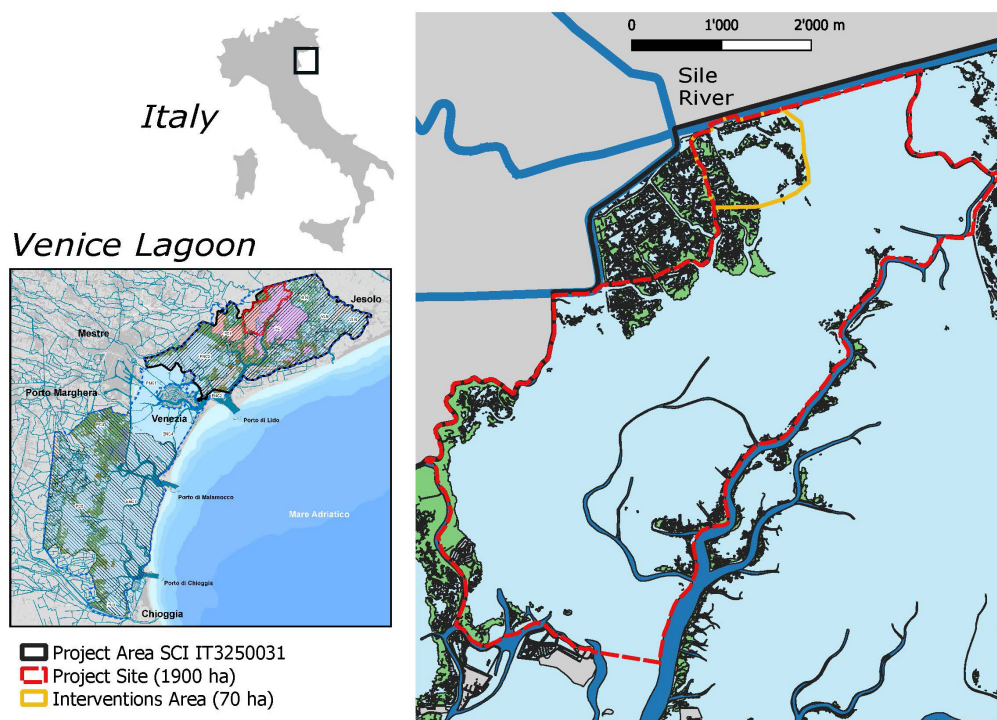 Italy
0 1'000 2'000 m
Sile
River
Venice Lagoon
Jesolo
Mestre
Porto Marghera
Venezia
Porto di Lido
Porto di Malamocco
Mare Adriatico
Porto di Chioggia
Chioggia
Project Area SCI IT3250031
Project Site (1900 ha)
Interventions Area (70 ha)